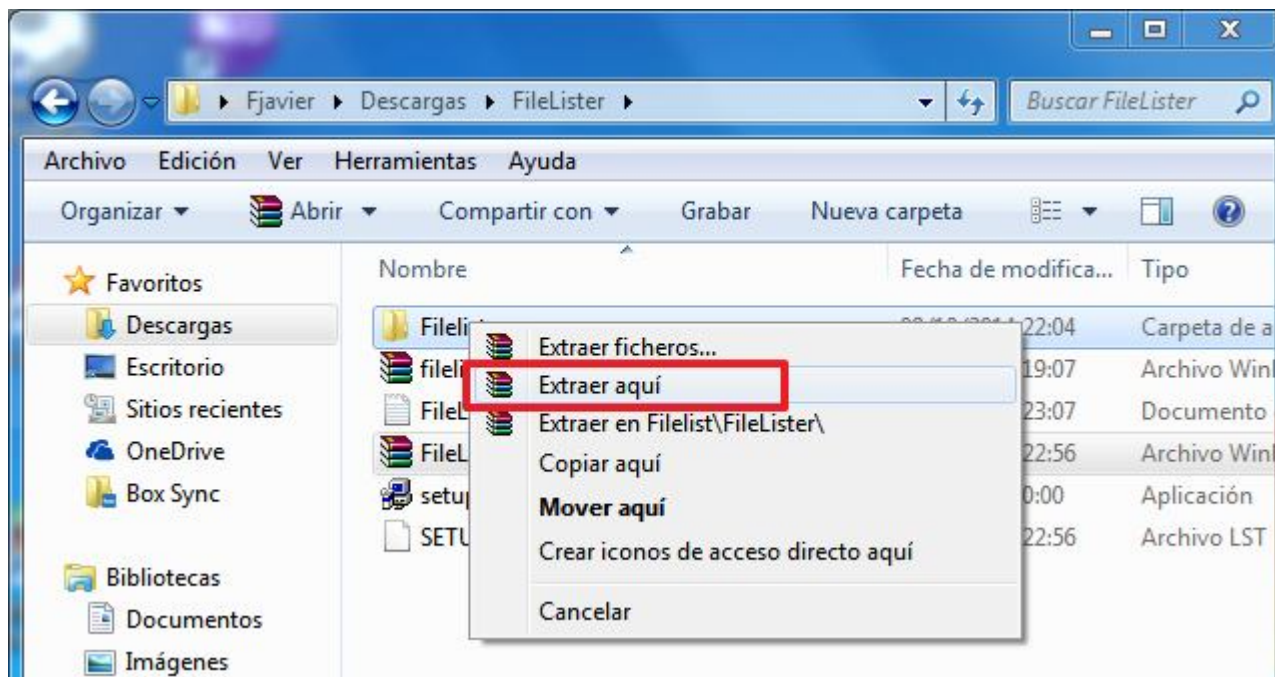 Fjavier Descargas FileLister
Buscar FileLister
Archivo Edición Ver Herramientas Ayuda
Organizar Abrir Compartir con Grabar Nueva carpeta
Nombre Fecha de modifica... Tipo
Favoritos
Descargas
Escritorio
Sitios recientes
OneDrive
Box Sync
Bibliotecas
Documentos
Imágenes
22:04 Carpeta de a
19:07 Archivo Win
23:07 Documento
22:56 Archivo Win
0:00 Aplicación
SETU 22:56 Archivo LST
Extraer ficheros...
Extraer aquí
Extraer en Filelist\FileLister\
Copiar aquí
Mover aquí
Crear iconos de acceso directo aquí
Cancelar